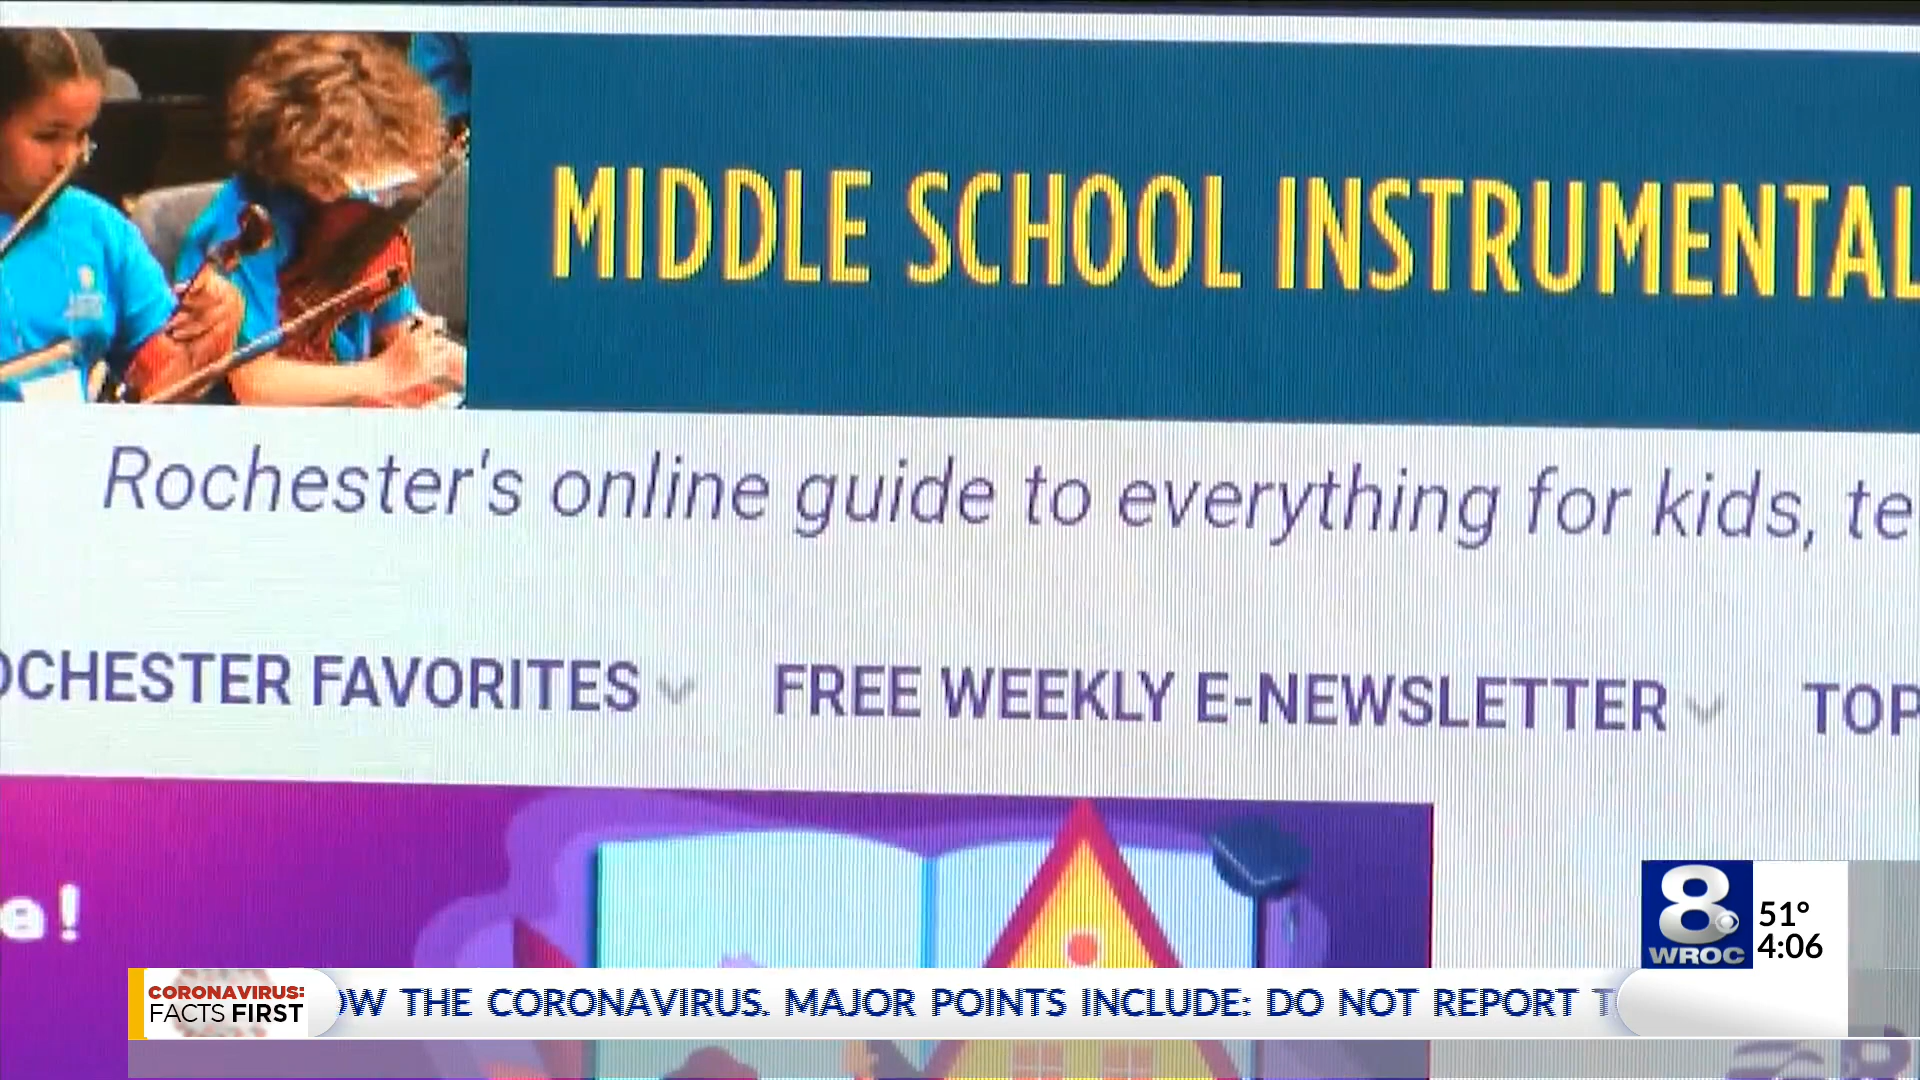 MIDDLE SCHOOL INSTRUMENTAL
Rochester's online guide to everything for kids, te
OCHESTER FAVORITES
FREE WEEKLY E-NEWSLETTER
TOP
e!
8
WROC
51°
4:06
CORONAVIRUS:
FACTS FIRST
OW THE CORONAVIRUS. MAJOR POINTS INCLUDE: DO NOT REPORT T